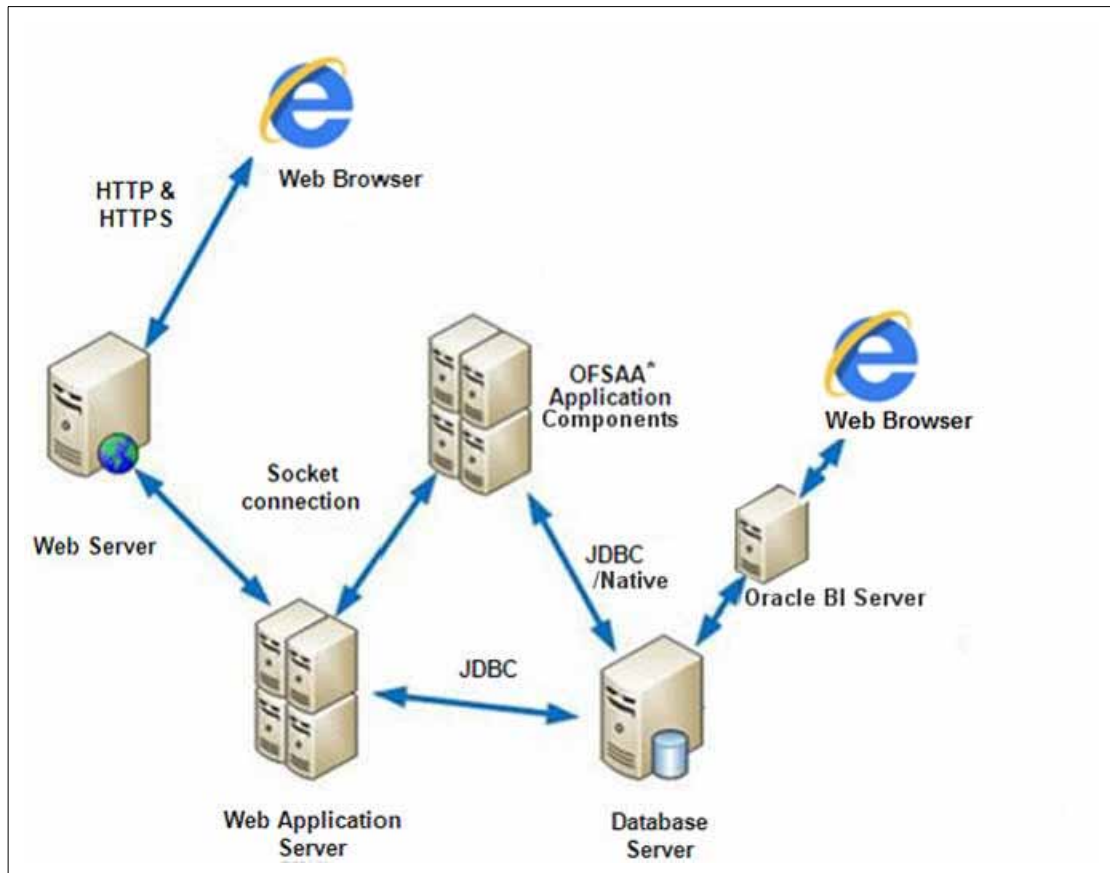 Web Browser
HTTP &
HTTPS
OFSAA*
Application
Components
Web Browser
Socket
connection
Web Server
JDBC
/Native
Oracle BI Server
JDBC
Web Application
Server
Database
Server